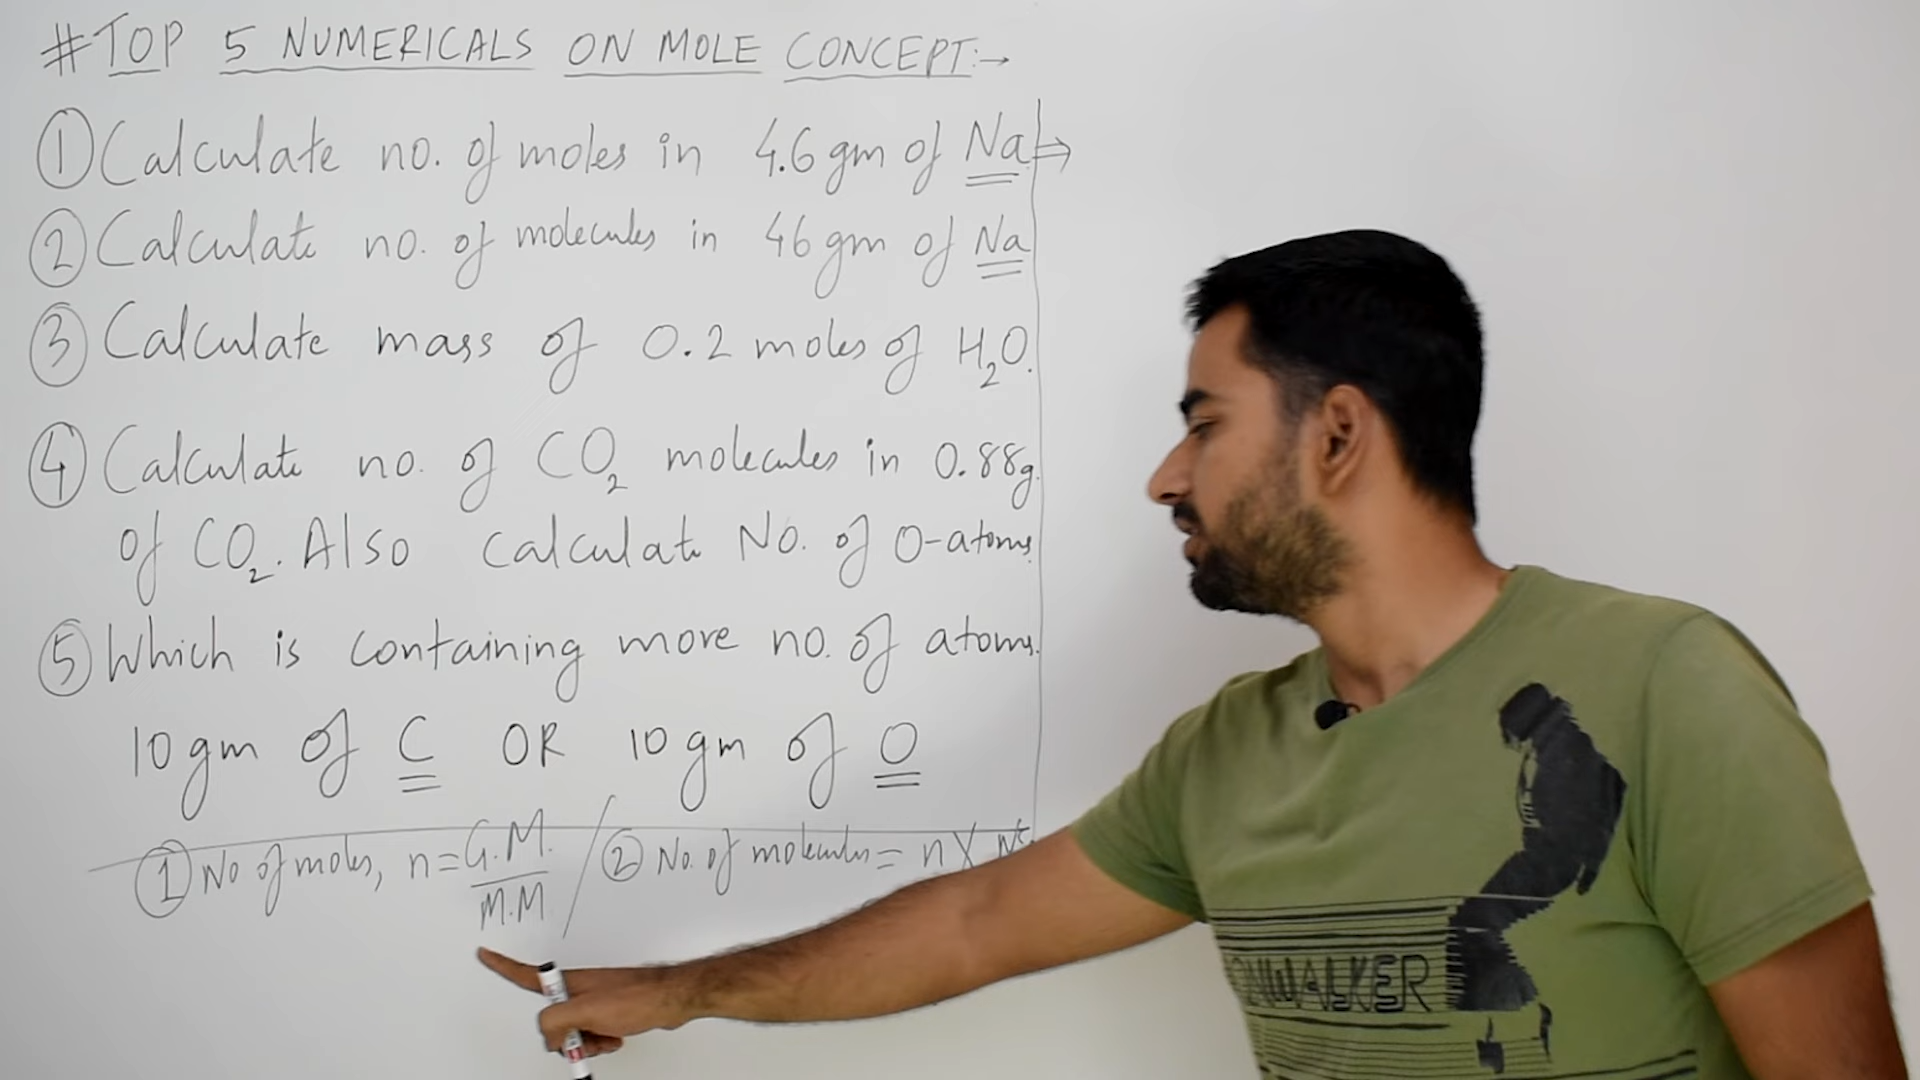 #TOP 5 NUMERICALS ON MOLE CONCEPT:→
① Calculate no. of moles in 4.6 gm of Na ⇒
② Calculate no. of molecules in 46 gm of Na
③ Calculate mass of 0.2 moles of H₂O.
④ Calculate no. of CO₂ molecules in 0.88g.
of CO₂. Also calculate No. of O-atoms.
⑤ Which is containing more no. of atoms.
10 gm of C OR 10 gm of O
① No of moles, n = G.M. / ② No. of molecules = n X
M.M
WALKER